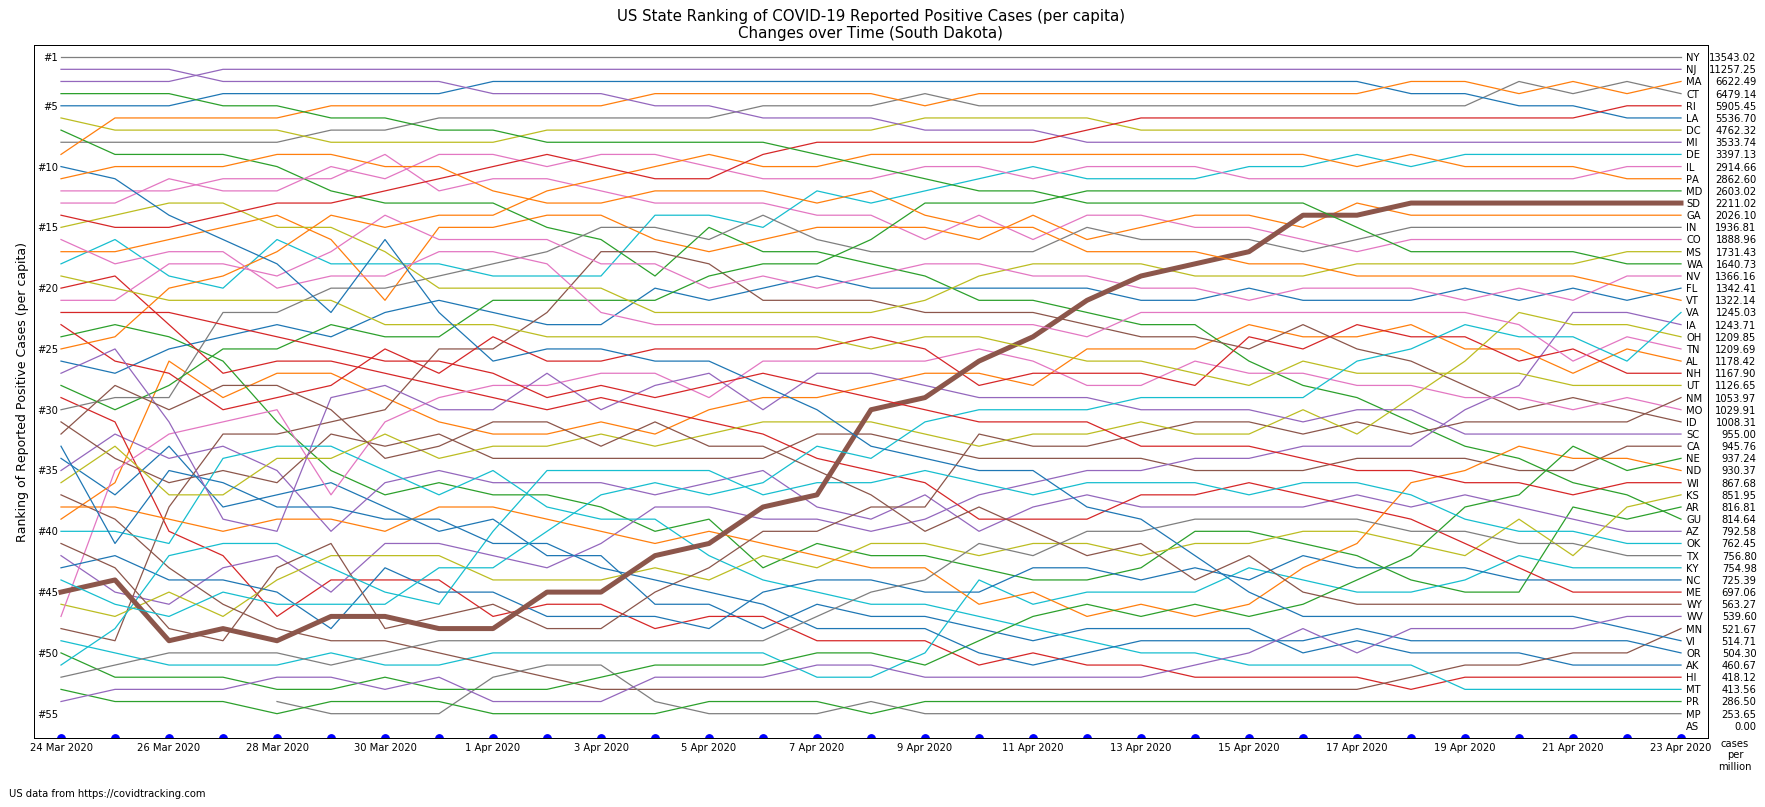 US State Ranking of COVID-19 Reported Positive Cases (per capita)
Changes over Time (South Dakota)
Ranking of Reported Positive Cases (per capita)
#1
#5
#10
#15
#20
#25
#30
#35
#40
#45
#50
#55
NY 13543.02
NJ 11257.25
MA 6622.49
CT 6479.14
RI 5905.45
LA 5536.70
DC 4762.32
MI 3533.74
DE 3397.13
IL 2914.66
PA 2862.60
MD 2603.02
SD 2211.02
GA 2026.10
IN 1936.81
CO 1888.96
MS 1731.43
WA 1640.73
NV 1366.16
FL 1342.41
VT 1322.14
VA 1245.03
IA 1243.71
OH 1209.85
TN 1209.69
AL 1178.42
NH 1167.90
UT 1126.65
NM 1053.97
MO 1029.91
ID 1008.31
SC 955.00
CA 945.76
NE 937.24
ND 930.37
WI 867.68
KS 851.95
AR 816.81
GU 814.64
AZ 792.58
OK 762.45
TX 756.80
KY 754.98
NC 725.39
ME 697.06
WY 563.27
WV 539.60
MN 521.67
VI 514.71
OR 504.30
AK 460.67
HI 418.12
MT 413.56
PR 286.50
MP 253.65
AS 0.00
24 Mar 2020 26 Mar 2020 28 Mar 2020 30 Mar 2020 1 Apr 2020 3 Apr 2020 5 Apr 2020 7 Apr 2020 9 Apr 2020 11 Apr 2020 13 Apr 2020 15 Apr 2020 17 Apr 2020 19 Apr 2020 21 Apr 2020 23 Apr 2020
cases
per
million
US data from https://covidtracking.com